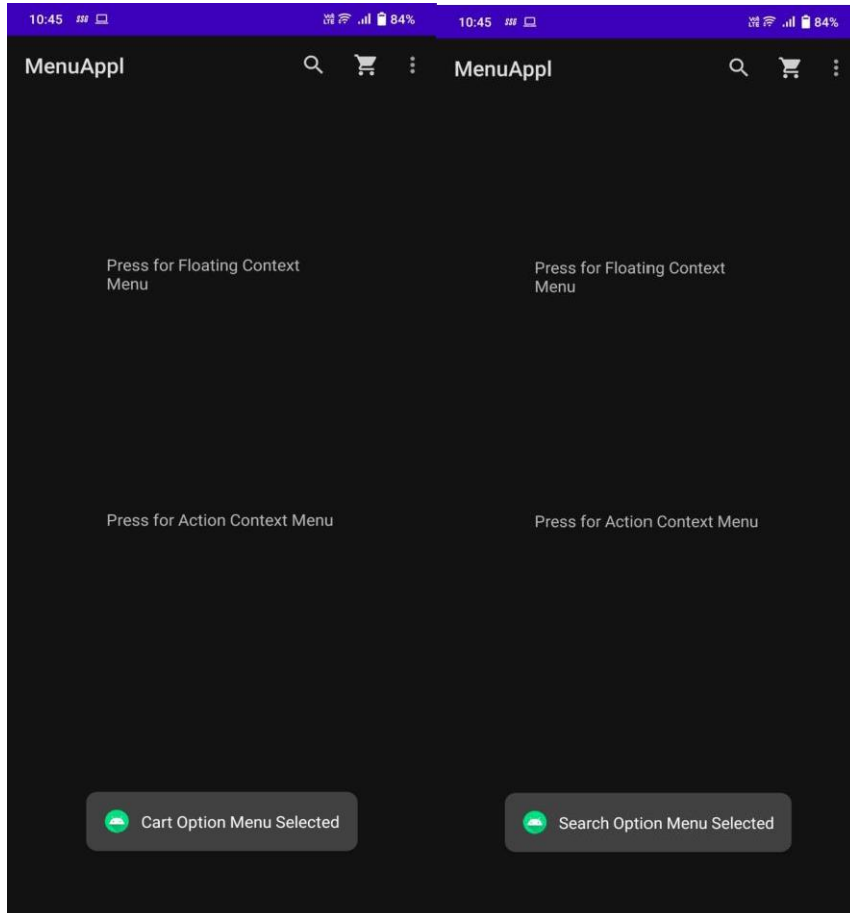 10:45
84%
MenuAppl
Press for Floating Context
Menu
Press for Action Context Menu
Cart Option Menu Selected
10:45
84%
MenuAppl
Press for Floating Context
Menu
Press for Action Context Menu
Search Option Menu Selected